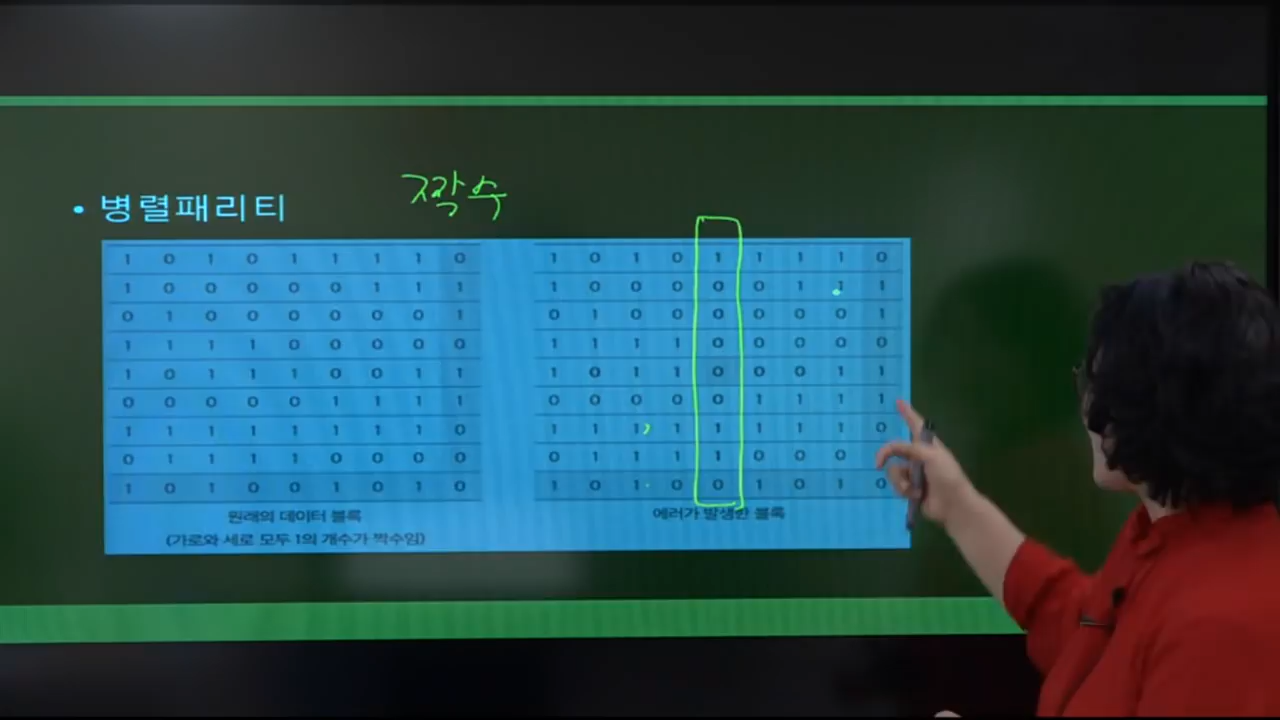 짝수
• 병렬패리티
1 0 1 0 1 1 1 1 0
1 0 0 0 0 0 1 1 1
0 1 0 0 0 0 0 0 1
1 1 1 1 0 0 0 0 0
1 0 1 1 1 0 0 1 1
0 0 0 0 0 1 1 1 1
1 1 1 1 1 1 1 1 0
0 1 1 1 1 0 0 0 0
1 0 1 0 0 1 0 1 0
원래의 데이터 블록
(가로와 세로 모두 1의 개수가 짝수임)
1 0 1 0 1 1 1 1 0
1 0 0 0 0 0 1 1 1
0 1 0 0 0 0 0 0 1
1 1 1 1 0 0 0 0 0
1 0 1 1 0 0 0 1 1
0 0 0 0 0 1 1 1 1
1 1 1 1 1 1 1 1 0
0 1 1 1 1 0 0 0
1 0 1 0 0 1 0 1 0
에러가 발생한 블록